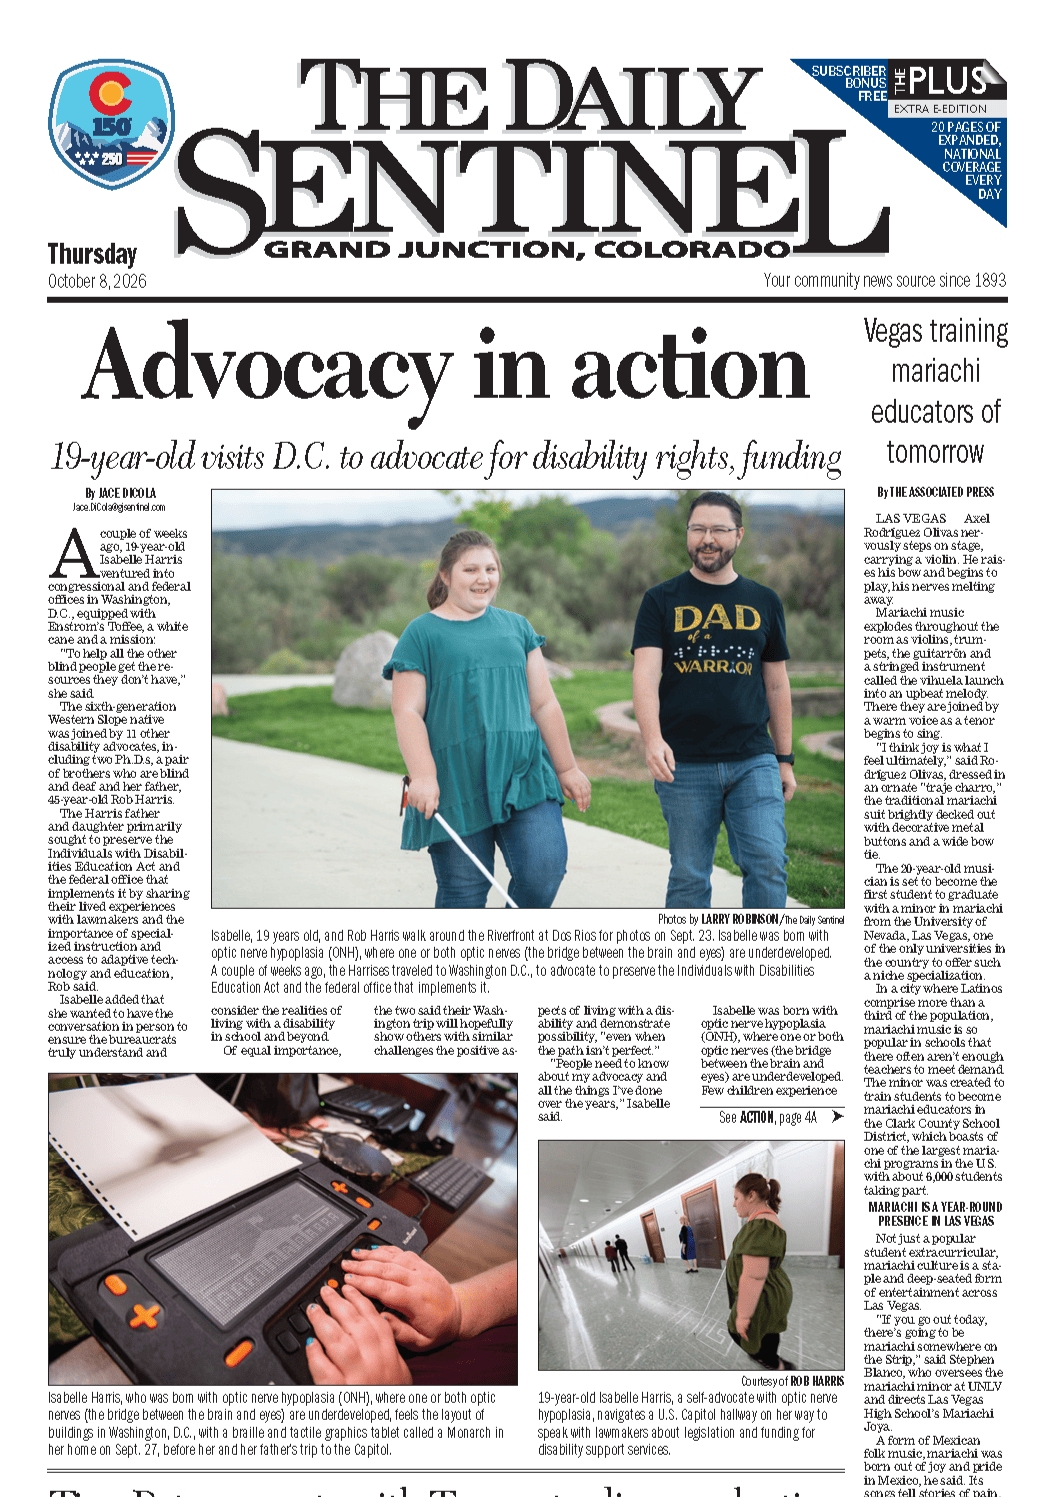 150
250
THE DAILY
SENTINEL
GRAND JUNCTION, COLORADO
SUBSCRIBER
BONUS
FREE
THE PLUS
EXTRA E-EDITION
20 PAGES OF
EXPANDED,
NATIONAL
COVERAGE
EVERY
DAY
Thursday
October 8, 2026
Your community news source since 1893
Advocacy in action
19-year-old visits D.C. to advocate for disability rights, funding
By JACE DICOLA
Jace.DiCola@gjsentinel.com
A couple of weeks
ago, 19-year-old
Isabelle Harris
ventured into
congressional and federal
offices in Washington,
D.C., equipped with
Enstrom's Toffee, a white
cane and a mission:
"To help all the other
blind people get the re-
sources they don't have,"
she said.
The sixth-generation
Western Slope native
was joined by 11 other
disability advocates, in-
cluding two Ph.D.s, a pair
of brothers who are blind
and deaf and her father,
45-year-old Rob Harris.
The Harris father
and daughter primarily
sought to preserve the
Individuals with Disabil-
ities Education Act and
the federal office that
implements it by sharing
their lived experiences
with lawmakers and the
importance of special-
ized instruction and
access to adaptive tech-
nology and education,
Rob said.
Isabelle added that
she wanted to have the
conversation in person to
ensure the bureaucrats
truly understand and
DAD
of a
WARRIOR
Photos by LARRY ROBINSON/The Daily Sentinel
Isabelle, 19 years old, and Rob Harris walk around the Riverfront at Dos Rios for photos on Sept. 23. Isabelle was born with
optic nerve hypoplasia (ONH), where one or both optic nerves (the bridge between the brain and eyes) are underdeveloped.
A couple of weeks ago, the Harrises traveled to Washington D.C., to advocate to preserve the Individuals with Disabilities
Education Act and the federal office that implements it.
consider the realities of
living with a disability
in school and beyond.
Of equal importance,
the two said their Wash-
ington trip will hopefully
show others with similar
challenges the positive as-
pects of living with a dis-
ability and demonstrate
possibility, "even when
the path isn't perfect."
"People need to know
about my advocacy and
all the things I've done
over the years," Isabelle
said.
Isabelle was born with
optic nerve hypoplasia
(ONH), where one or both
optic nerves (the bridge
between the brain and
eyes) are underdeveloped.
Few children experience
See ACTION, page 4A
Isabelle Harris, who was born with optic nerve hypoplasia (ONH), where one or both optic
nerves (the bridge between the brain and eyes) are underdeveloped, feels the layout of
buildings in Washington, D.C., with a braille and tactile graphics tablet called a Monarch in
her home on Sept. 27, before her and her father's trip to the Capitol.
Courtesy of ROB HARRIS
19-year-old Isabelle Harris, a self-advocate with optic nerve
hypoplasia, navigates a U.S. Capitol hallway on her way to
speak with lawmakers about legislation and funding for
disability support services.
Vegas training
mariachi
educators of
tomorrow
By THE ASSOCIATED PRESS
LAS VEGAS Axel
Rodríguez Olivas ner-
vously steps on stage,
carrying a violin. He rais-
es his bow and begins to
play, his nerves melting
away.
Mariachi music
explodes throughout the
room as violins, trum-
pets, the guitarrón and
a stringed instrument
called the vihuela launch
into an upbeat melody.
There they are joined by
a warm voice as a tenor
begins to sing.
"I think joy is what I
feel ultimately," said Ro-
dríguez Olivas, dressed in
an ornate "traje charro,"
the traditional mariachi
suit brightly decked out
with decorative metal
buttons and a wide bow
tie.
The 20-year-old musi-
cian is set to become the
first student to graduate
with a minor in mariachi
from the University of
Nevada, Las Vegas, one
of the only universities in
the country to offer such
a niche specialization.
In a city where Latinos
comprise more than a
third of the population,
mariachi music is so
popular in schools that
there often aren't enough
teachers to meet demand.
The minor was created to
train students to become
mariachi educators in
the Clark County School
District, which boasts of
one of the largest maria-
chi programs in the U.S.
with about 6,000 students
taking part.
MARIACHI IS A YEAR-ROUND
PRESENCE IN LAS VEGAS
Not just a popular
student extracurricular,
mariachi culture is a sta-
ple and deep-seated form
of entertainment across
Las Vegas.
"If you go out today,
there's going to be
mariachi somewhere on
the Strip," said Stephen
Blanco, who oversees the
mariachi minor at UNLV
and directs Las Vegas
High School's Mariachi
Joya.
A form of Mexican
folk music, mariachi was
born out of joy and pride
in Mexico, he said. Its
songs tell stories of pain,